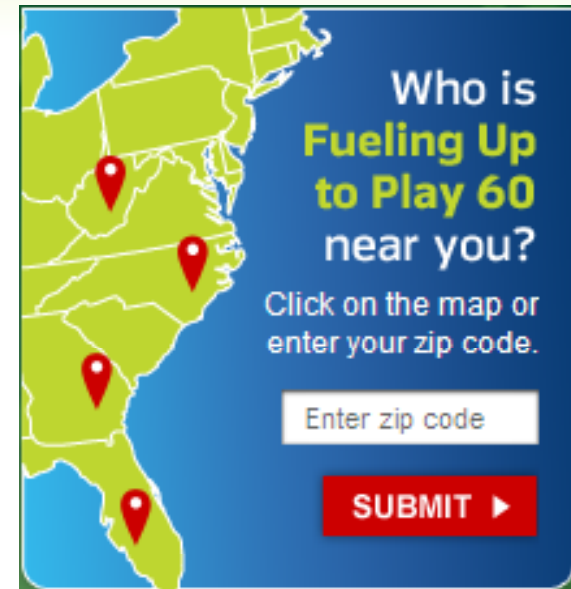 Who is
Fueling Up
to Play 60
near you?
Click on the map or
enter your zip code.
Enter zip code
SUBMIT